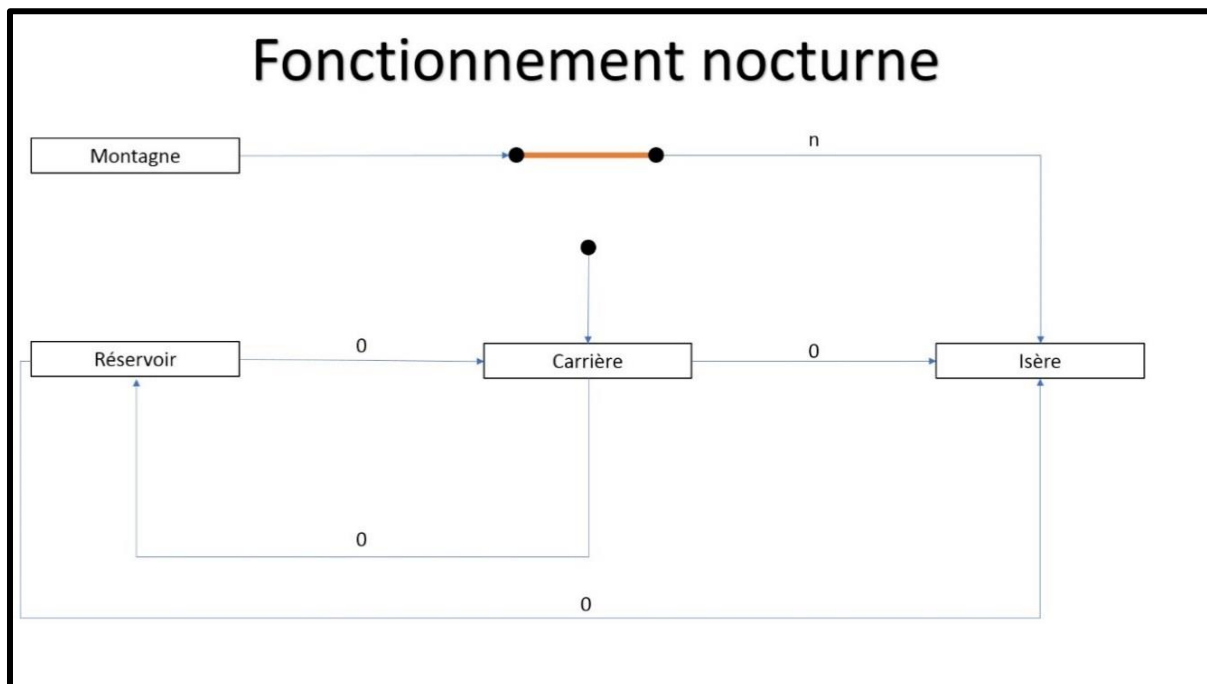 Fonctionnement nocturne
Montagne
n
Réservoir
0
Carrière
0
Isère
0
0